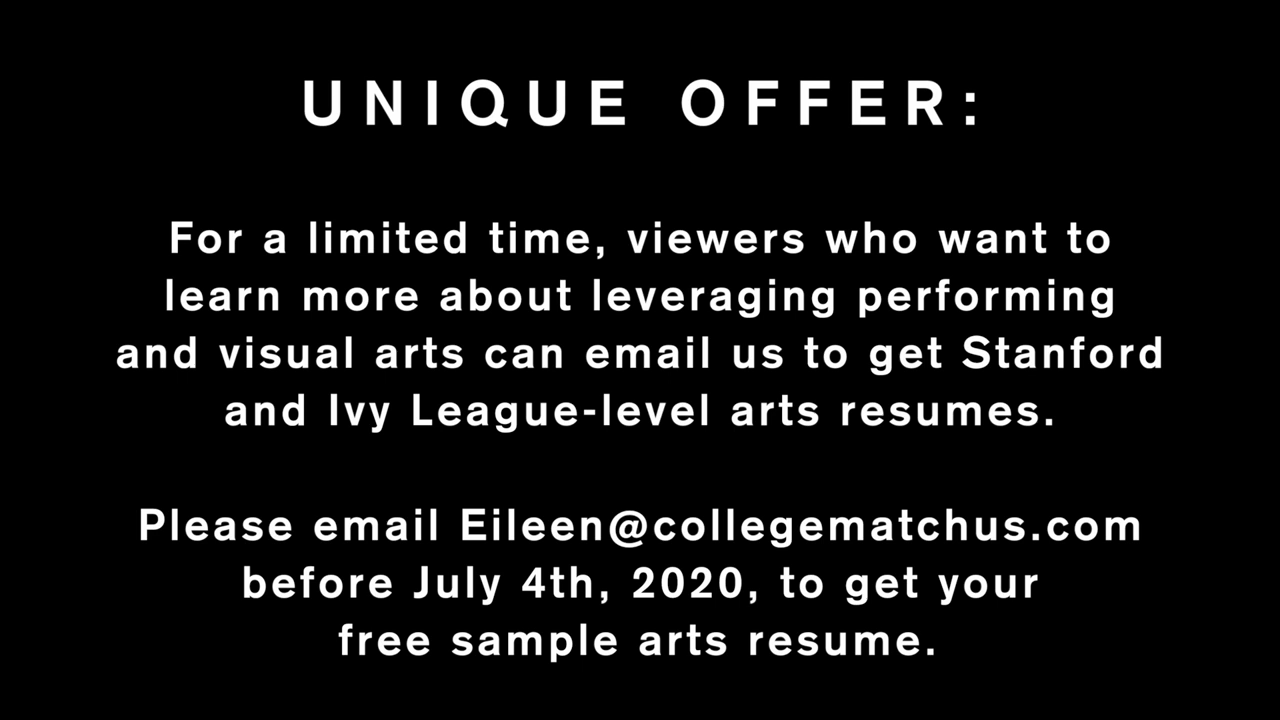 UNIQUE OFFER:
For a limited time, viewers who want to
learn more about leveraging performing
and visual arts can email us to get Stanford
and Ivy League-level arts resumes.
Please email Eileen@collegematchus.com
before July 4th, 2020, to get your
free sample arts resume.